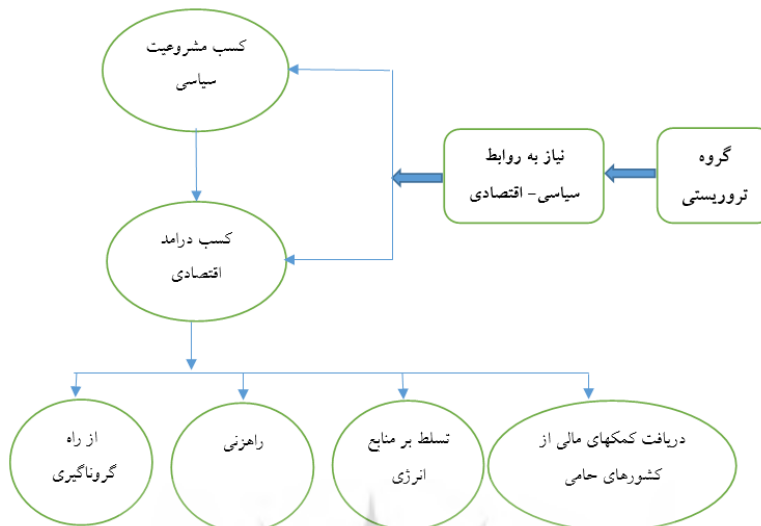 کسب مشروعیت
سیاسی
گروه
تروریستی
نیاز به روابط
سیاسی- اقتصادی
کسب درامد
اقتصادی
دریافت کمکهای مالی از
کشورهای حامی
تسلط بر منابع
انرژی
راهزنی
از راه
گروناگیری